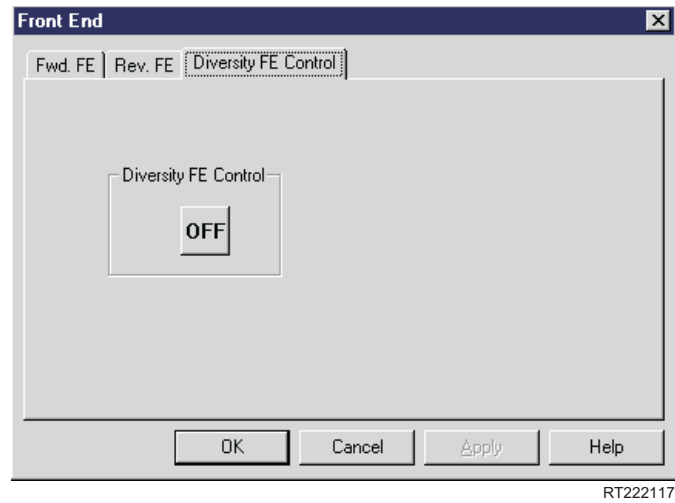 Front End
Fwd. FE Rev. FE Diversity FE Control
Diversity FE Control
OFF
OK Cancel Apply Help
RT222117